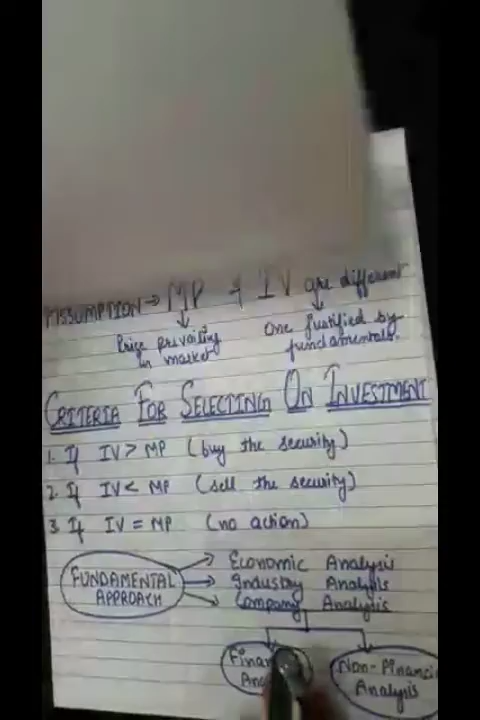 ASSUMPTION → MP & IV are different
Price prevailing in market
One justified by fundamentals.
CRITERIA FOR SELECTING ON INVESTMENT
1. If IV > MP (buy the security)
2. If IV < MP (sell the security)
3. If IV = MP (no action)
FUNDAMENTAL APPROACH
Economic Analysis
Industry Analysis
Company Analysis
Non-Financi
Analysis